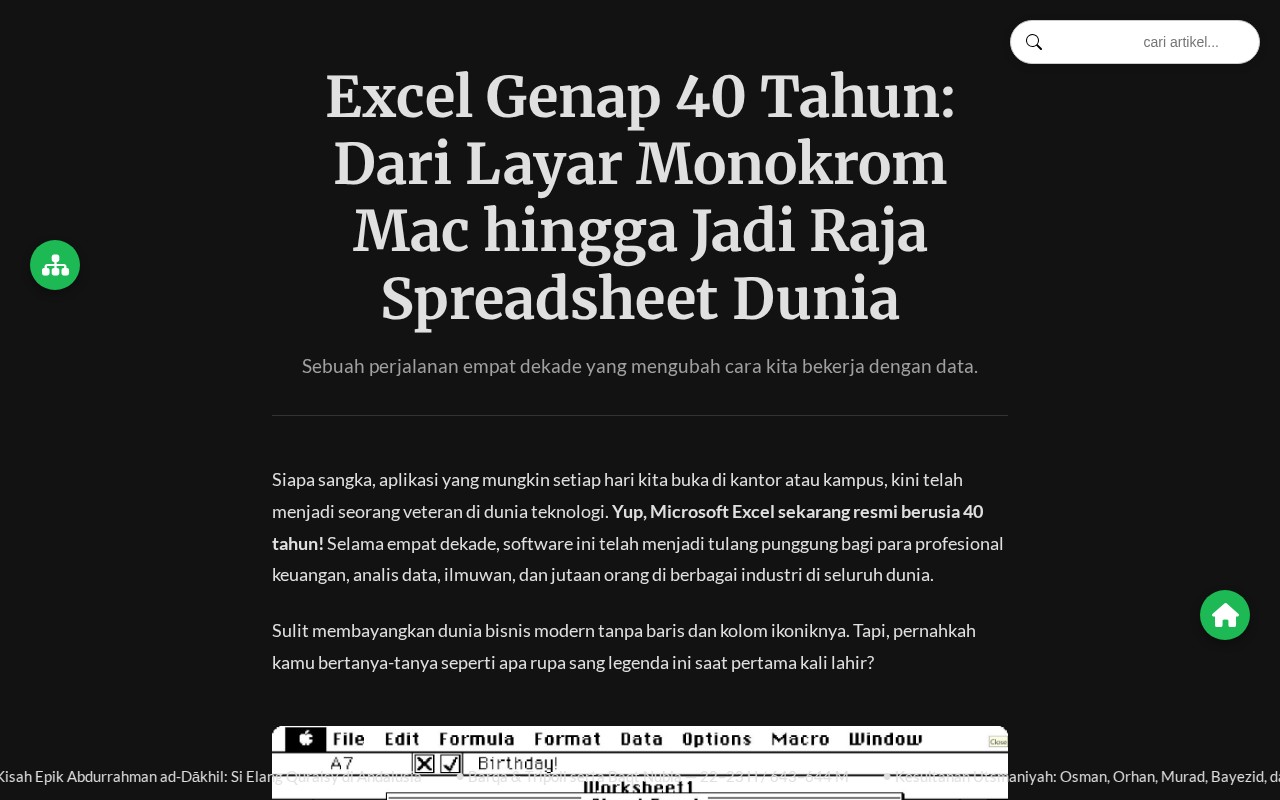 cari artikel...
Excel Genap 40 Tahun:
Dari Layar Monokrom
Mac hingga Jadi Raja
Spreadsheet Dunia
Sebuah perjalanan empat dekade yang mengubah cara kita bekerja dengan data.
Siapa sangka, aplikasi yang mungkin setiap hari kita buka di kantor atau kampus, kini telah
menjadi seorang veteran di dunia teknologi. Yup, Microsoft Excel sekarang resmi berusia 40
tahun! Selama empat dekade, software ini telah menjadi tulang punggung bagi para profesional
keuangan, analis data, ilmuwan, dan jutaan orang di berbagai industri di seluruh dunia.
Sulit membayangkan dunia bisnis modern tanpa baris dan kolom ikoniknya. Tapi, pernahkah
kamu bertanya-tanya seperti apa rupa sang legenda ini saat pertama kali lahir?
File Edit Formula Format Data Options Macro Window
Close
A7 Birthday!
Kisah Epik Abdurrahman ad-Dākhil: Si Elang maniyah: Osman, Orhan, Murad, Bayezid, da
Worksheet1